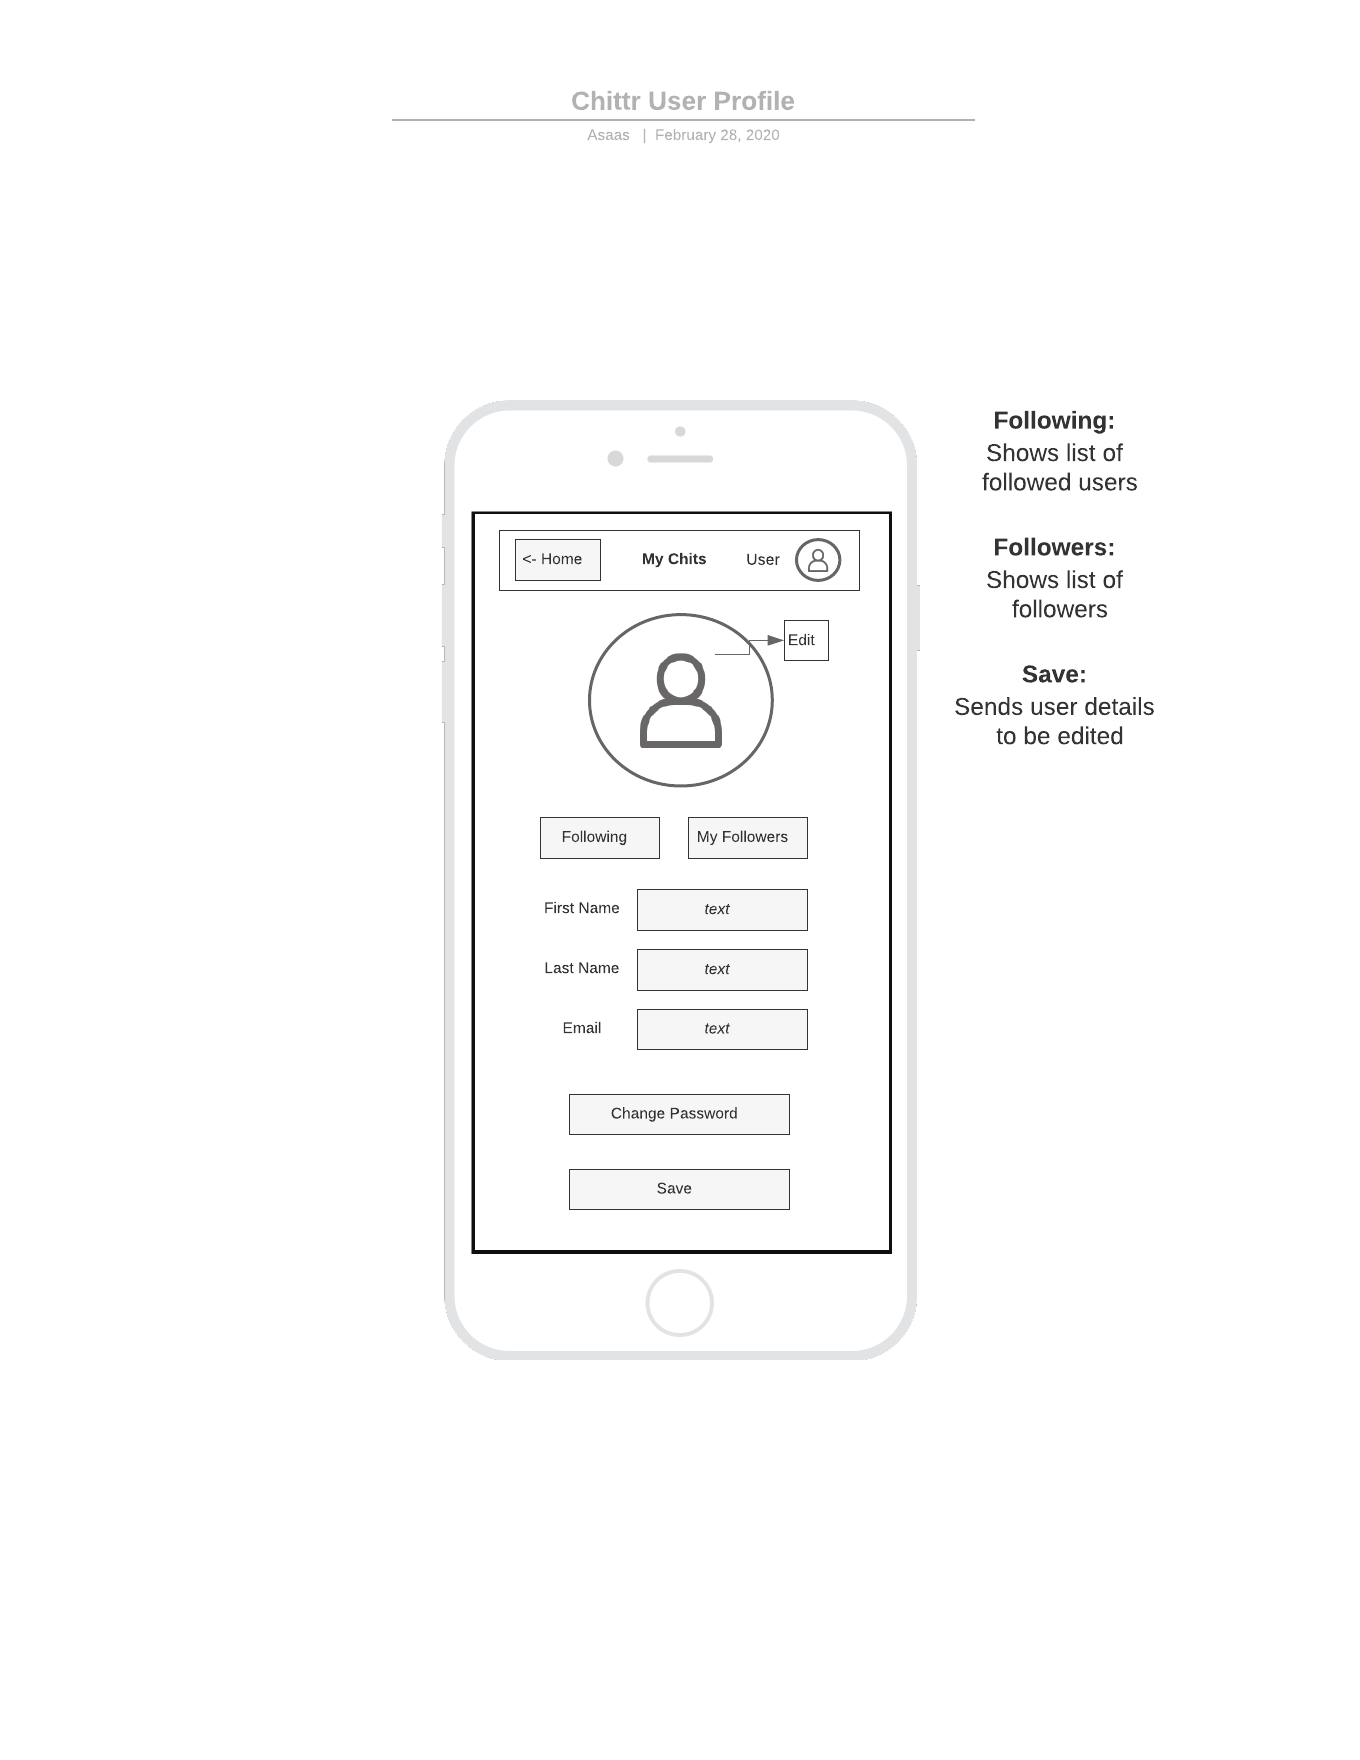 Chittr User Profile
Asaas | February 28, 2020
<- Home My Chits User
Edit
Following My Followers
First Name text
Last Name text
Email text
Change Password
Save
Following:
Shows list of
followed users
Followers:
Shows list of
followers
Save:
Sends user details
to be edited